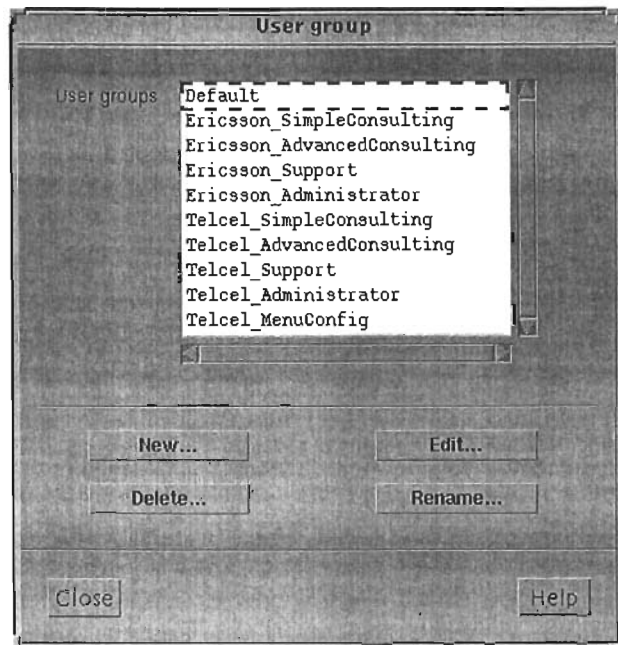 User group
User groups
Default
Ericsson_SimpleConsulting
Ericsson_AdvancedConsulting
Ericsson_Support
Ericsson_Administrator
Telcel_SimpleConsulting
Telcel_AdvancedConsulting
Telcel_Support
Telcel_Administrator
Telcel_MenuConfig
New... Edit...
Delete... Rename...
Close Help